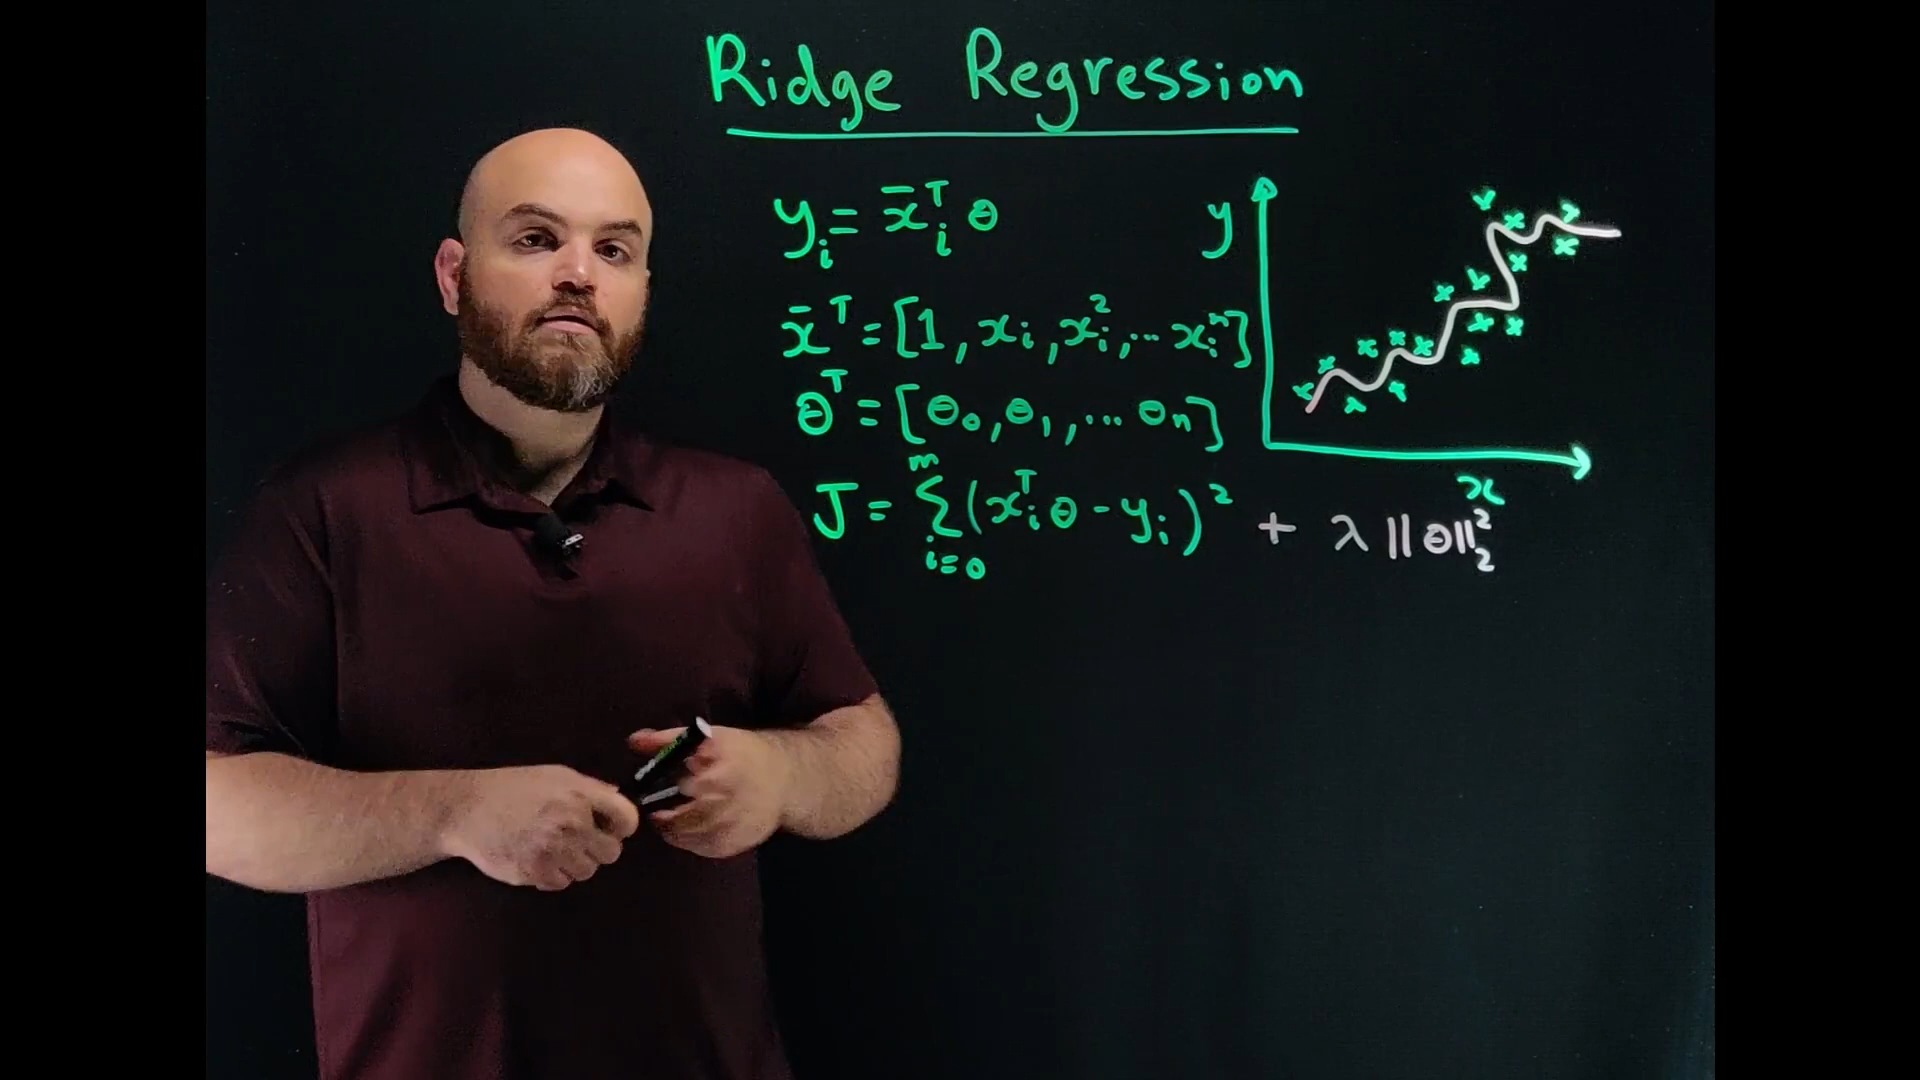 Ridge Regression
yᵢ = x̄ᵢᵀ θ
x̄ᵀ = [1, xᵢ, xᵢ², ... xᵢⁿ]
θᵀ = [θ₀, θ₁, ... θₙ]
J = Σᵢ₌₀ᵐ (xᵢᵀ θ - yᵢ)² + λ ||θ||₂²
y
x